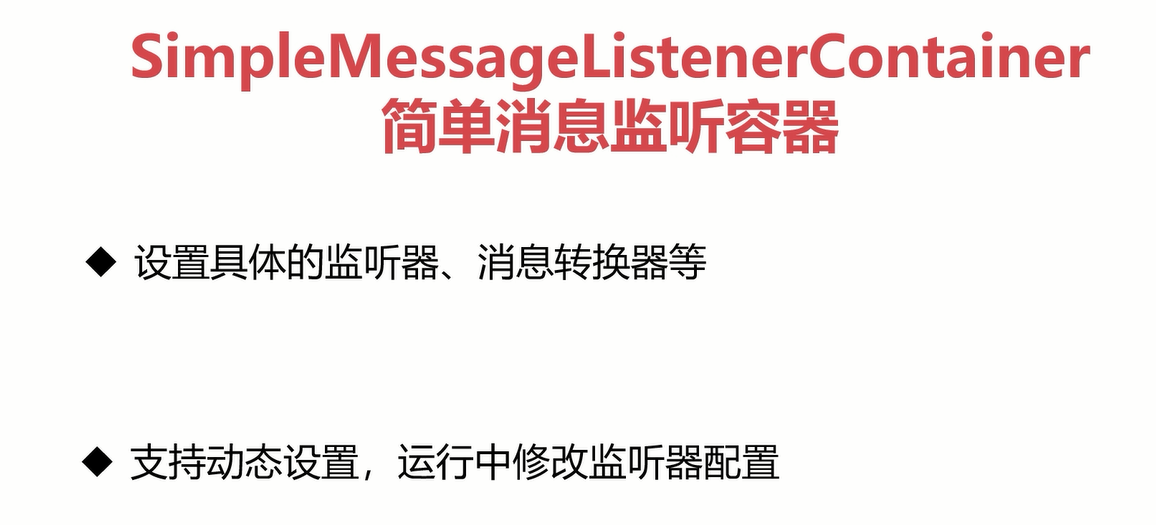 SimpleMessageListenerContainer
简单消息监听容器
◆ 设置具体的监听器、消息转换器等
◆ 支持动态设置，运行中修改监听器配置